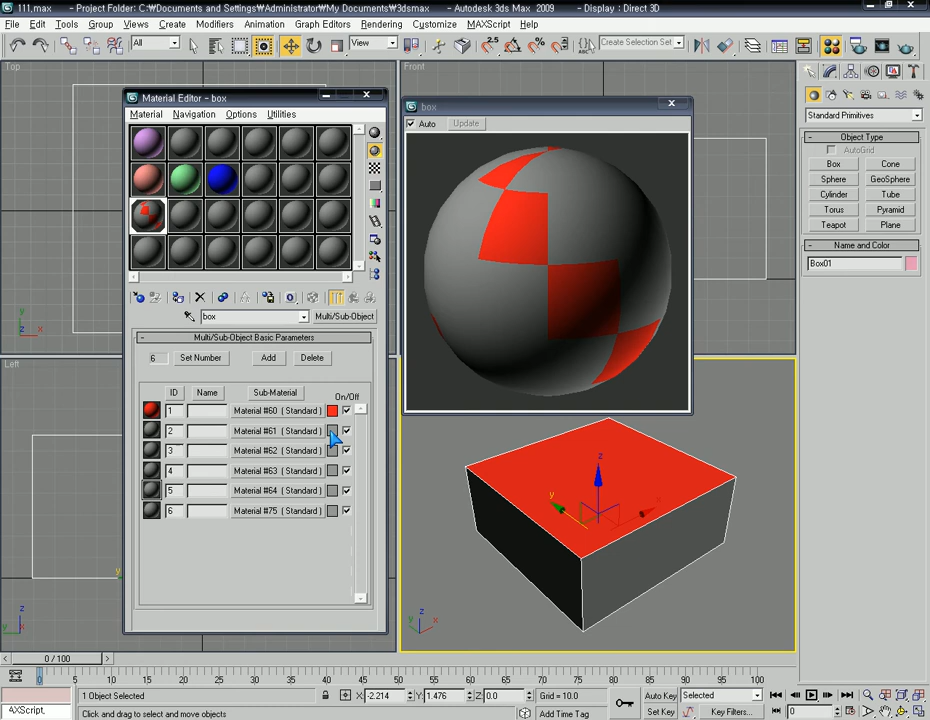 111.max - Project Folder: C:₩Documents and Settings₩Administrator₩My Documents₩3dsmax - Autodesk 3ds Max 2009 - Display : Direct 3D
File Edit Tools Group Views Create Modifiers Animation Graph Editors Rendering Customize MAXScript Help
All View 2.5 Create Selection Set
Top
Front
Left
Material Editor - box
Material Navigation Options Utilities
box
Auto Update
box Multi/Sub-Object
- Multi/Sub-Object Basic Parameters
6 Set Number Add Delete
ID Name Sub-Material On/Off
1 Material #60 ( Standard )
2 Material #61 ( Standard )
3 Material #62 ( Standard )
4 Material #63 ( Standard )
5 Material #64 ( Standard )
6 Material #75 ( Standard )
z
y
x
Standard Primitives
- Object Type
AutoGrid
Box Cone
Sphere GeoSphere
Cylinder Tube
Torus Pyramid
Teapot Plane
- Name and Color
Box01
0 / 100
0 5 10 15 20 25 30 35 40 45 50 55 60 65 70 75 80 85 90 95 100
1 Object Selected X: -2.214 Y: 1.476 Z: 0.0 Grid = 10.0 Auto Key Selected
AXScript. Click and drag to select and move objects Add Time Tag Set Key Key Filters... 0